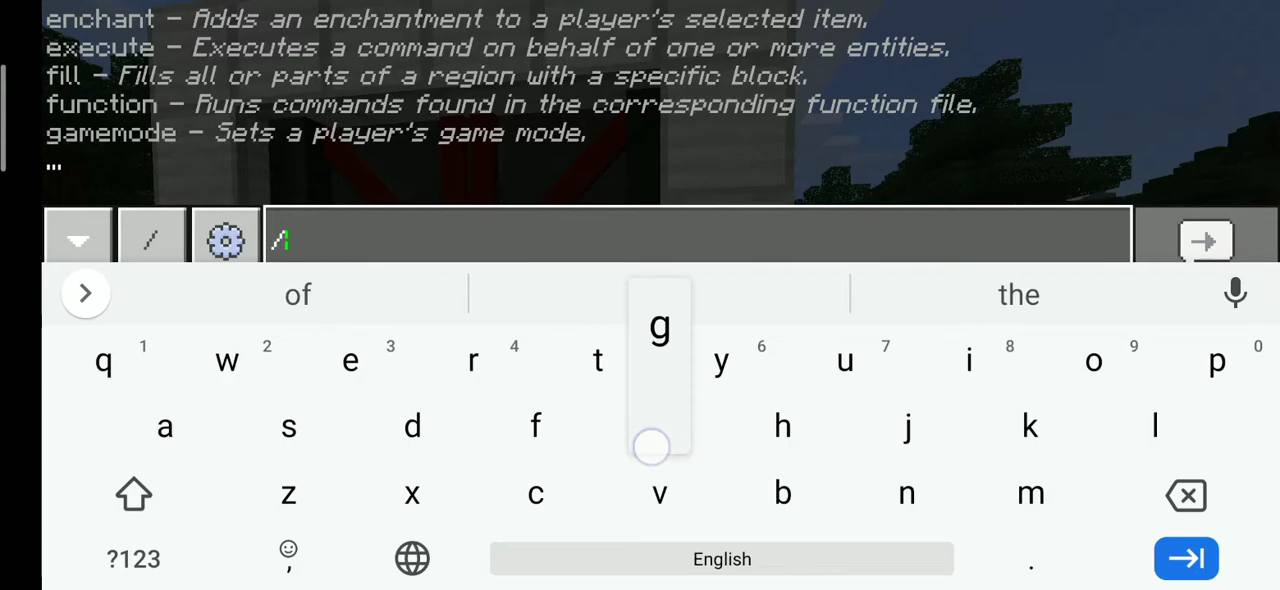 enchant – Adds an enchantment to a player's selected item.
execute – Executes a command on behalf of one or more entities.
fill – Fills all or parts of a region with a specific block.
function – Runs commands found in the corresponding function file.
gamemode – Sets a player's game mode.
...
/ /
of the
g
q 1 w 2 e 3 r 4 t y 6 u 7 i 8 o 9 p 0
a s d f h j k l
z x c v b n m
?123 , English .